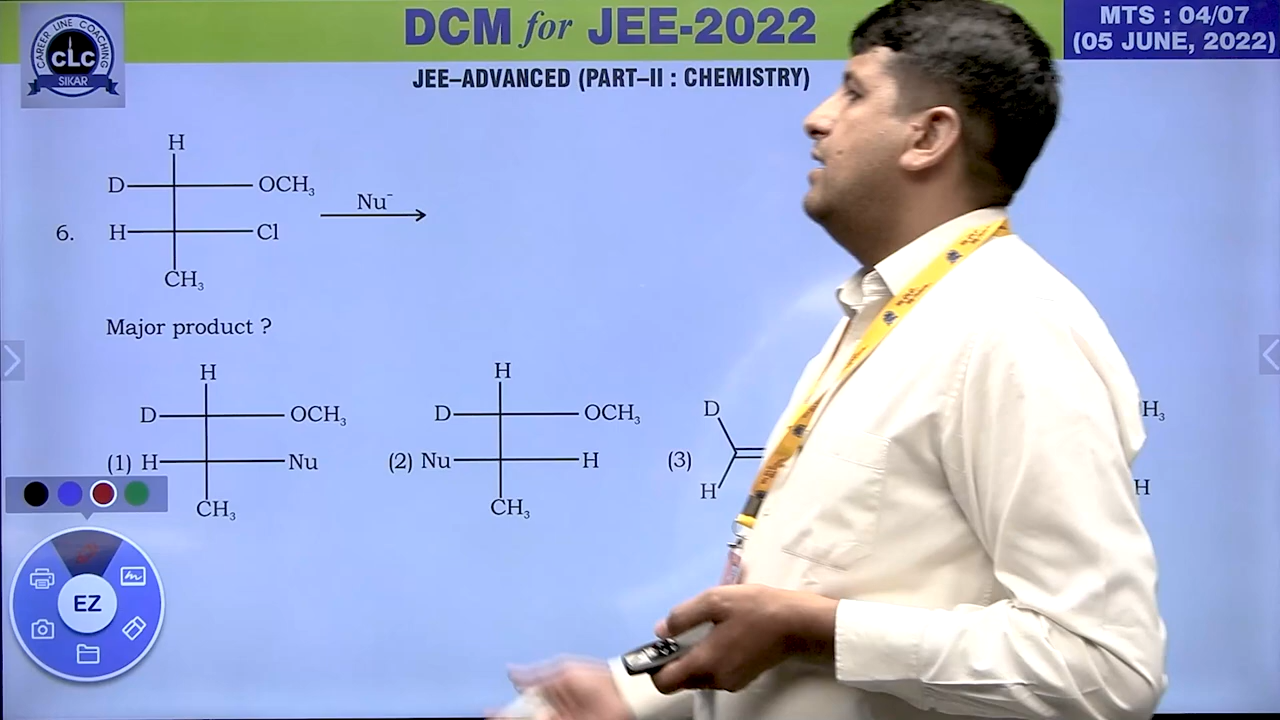 DCM for JEE-2022
MTS : 04/07
(05 JUNE, 2022)
CAREER LINE COACHING
CLC
SIKAR
JEE–ADVANCED (PART–II : CHEMISTRY)
H
D OCH₃
Nu⁻
6. H Cl
CH₃
Major product ?
H
D OCH₃
(1) H Nu
CH₃
H
D OCH₃
(2) Nu H
CH₃
D
(3)
H
H₃
H
EZ